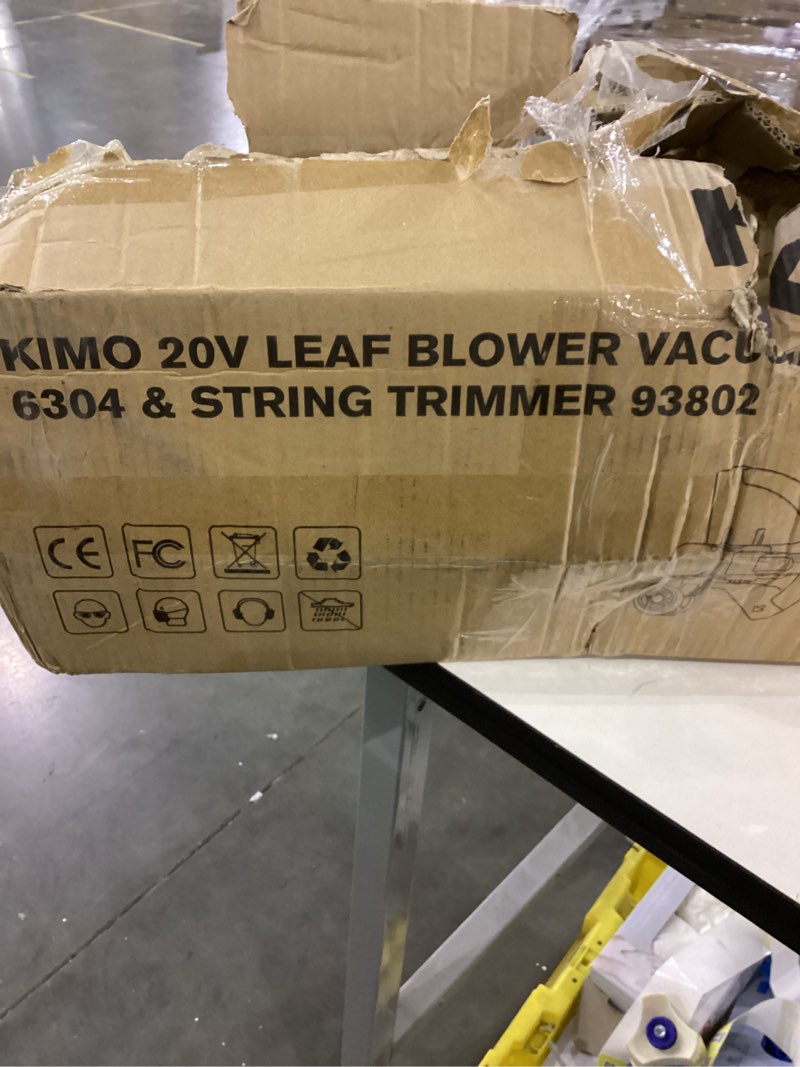 KIMO 20V LEAF BLOWER
6304 & STRING TRIMMER 93802
CE FC